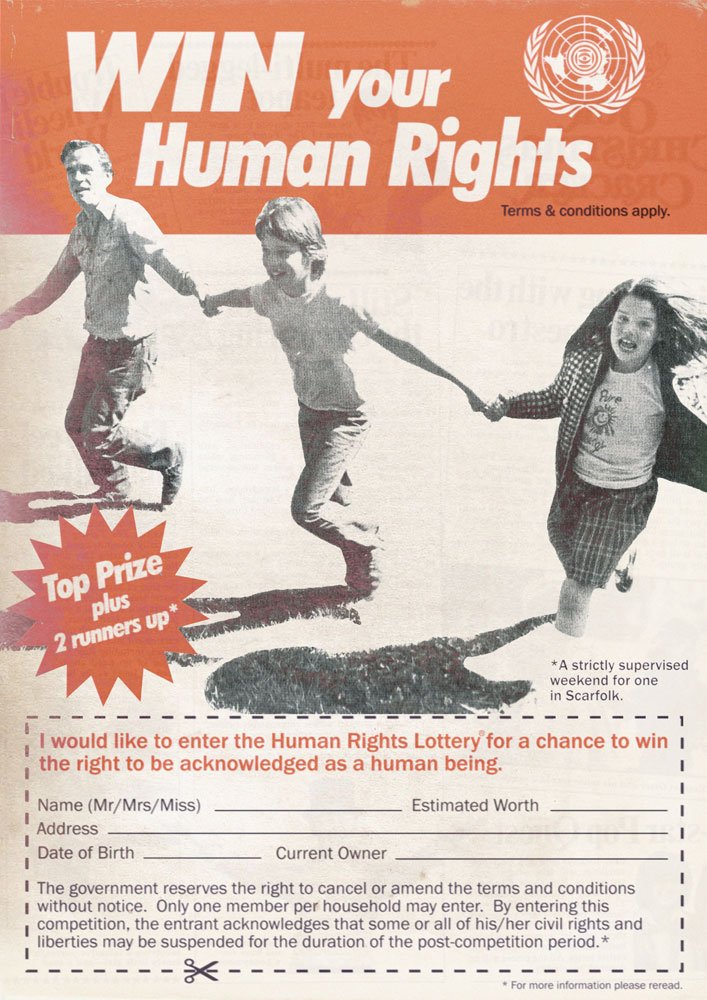 WIN your
Human Rights
Terms & conditions apply.
Pure
Top Prize
plus
2 runners up*
*A strictly supervised
weekend for one
in Scarfolk.
I would like to enter the Human Rights Lottery® for a chance to win
the right to be acknowledged as a human being.
Name (Mr/Mrs/Miss) Estimated Worth
Address
Date of Birth Current Owner
The government reserves the right to cancel or amend the terms and conditions
without notice. Only one member per household may enter. By entering this
competition, the entrant acknowledges that some or all of his/her civil rights and
liberties may be suspended for the duration of the post-competition period.*
* For more information please reread.